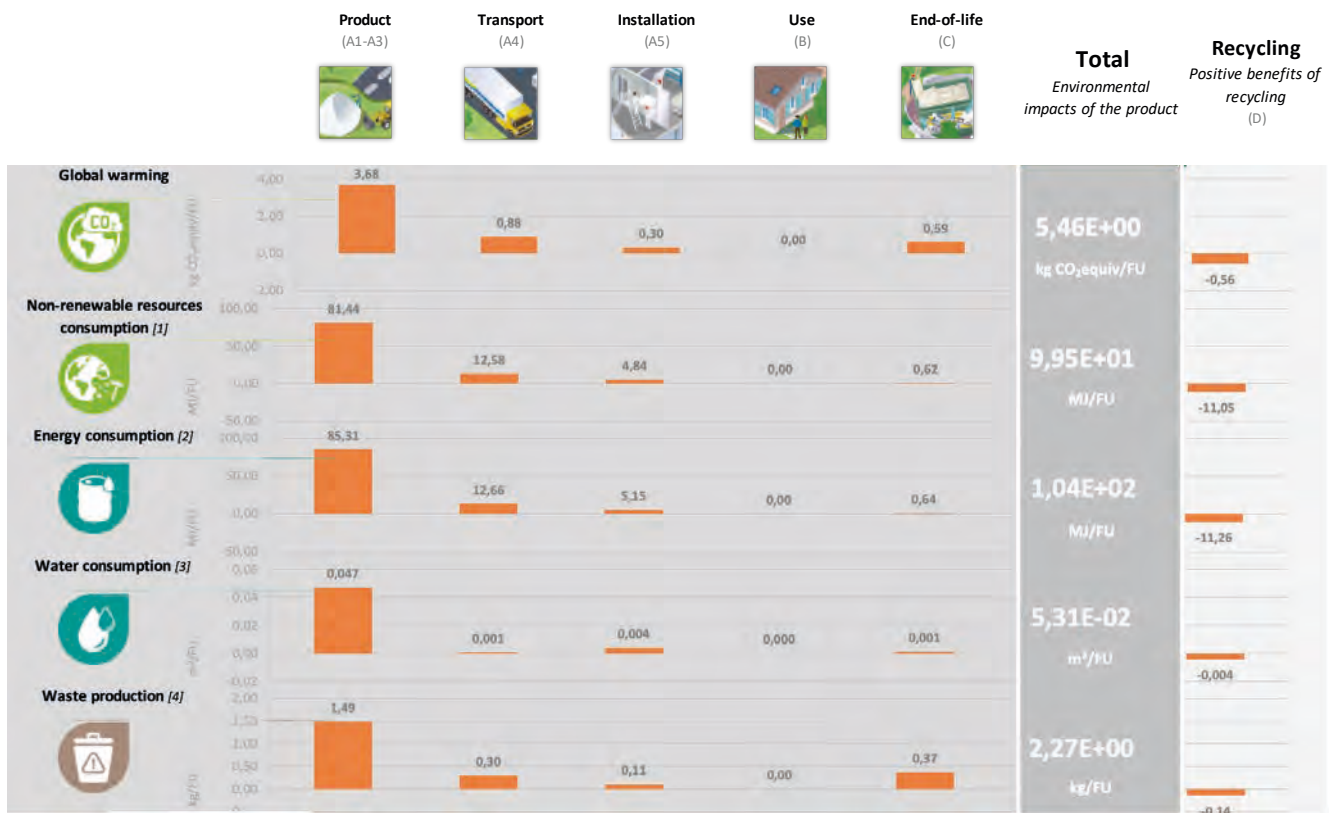 Product
(A1-A3)
Transport
(A4)
Installation
(A5)
Use
(B)
End-of-life
(C)
Total
Environmental
impacts of the product
Recycling
Positive benefits of
recycling
(D)
Global warming
CO₂
kg CO₂equiv/FU
4,00
2,00
0,00
-2,00
3,68
0,88
0,30
0,00
0,59
5,46E+00
kg CO₂equiv/FU
-0,56
Non-renewable resources
consumption [1]
MJ/FU
100,00
50,00
0,00
50,00
81,44
12,58
4,84
0,00
0,62
9,95E+01
MJ/FU
-11,05
Energy consumption [2]
MJ/FU
100,00
50,00
0,00
50,00
85,31
12,66
5,15
0,00
0,64
1,04E+02
MJ/FU
-11,26
Water consumption [3]
m³/FU
0,06
0,04
0,02
0,00
-0,02
0,047
0,001
0,004
0,000
0,001
5,31E-02
m³/FU
-0,004
Waste production [4]
kg/FU
2,00
1,50
1,00
0,50
0,00
1,49
0,30
0,11
0,00
0,37
2,27E+00
kg/FU
-0,14